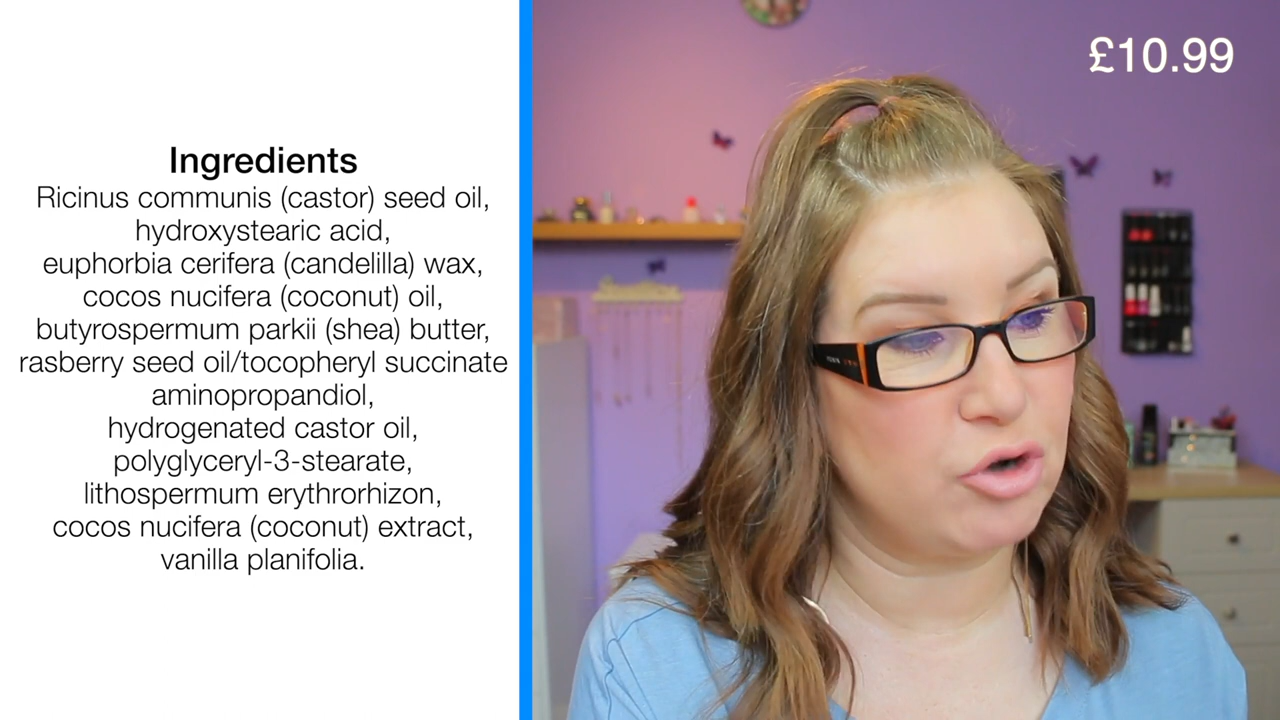 Ingredients
Ricinus communis (castor) seed oil,
hydroxystearic acid,
euphorbia cerifera (candelilla) wax,
cocos nucifera (coconut) oil,
butyrospermum parkii (shea) butter,
rasberry seed oil/tocopheryl succinate
aminopropandiol,
hydrogenated castor oil,
polyglyceryl-3-stearate,
lithospermum erythrorhizon,
cocos nucifera (coconut) extract,
vanilla planifolia.
£10.99